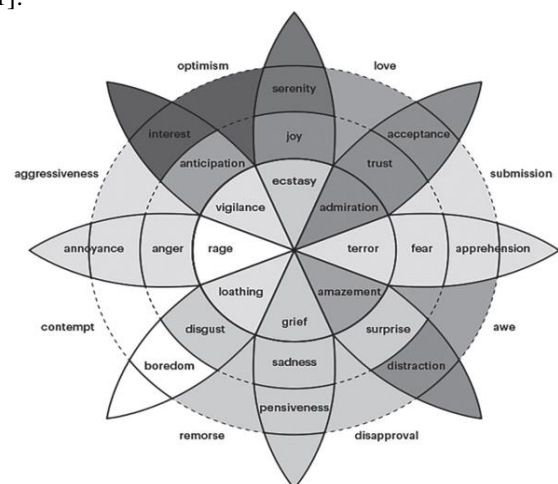 1].
optimism love
serenity
interest acceptance
joy
anticipation trust
aggressiveness submission
ecstasy
vigilance admiration
annoyance anger rage terror fear apprehension
loathing amazement
grief
contempt disgust surprise awe
sadness
boredom distraction
pensiveness
remorse disapproval